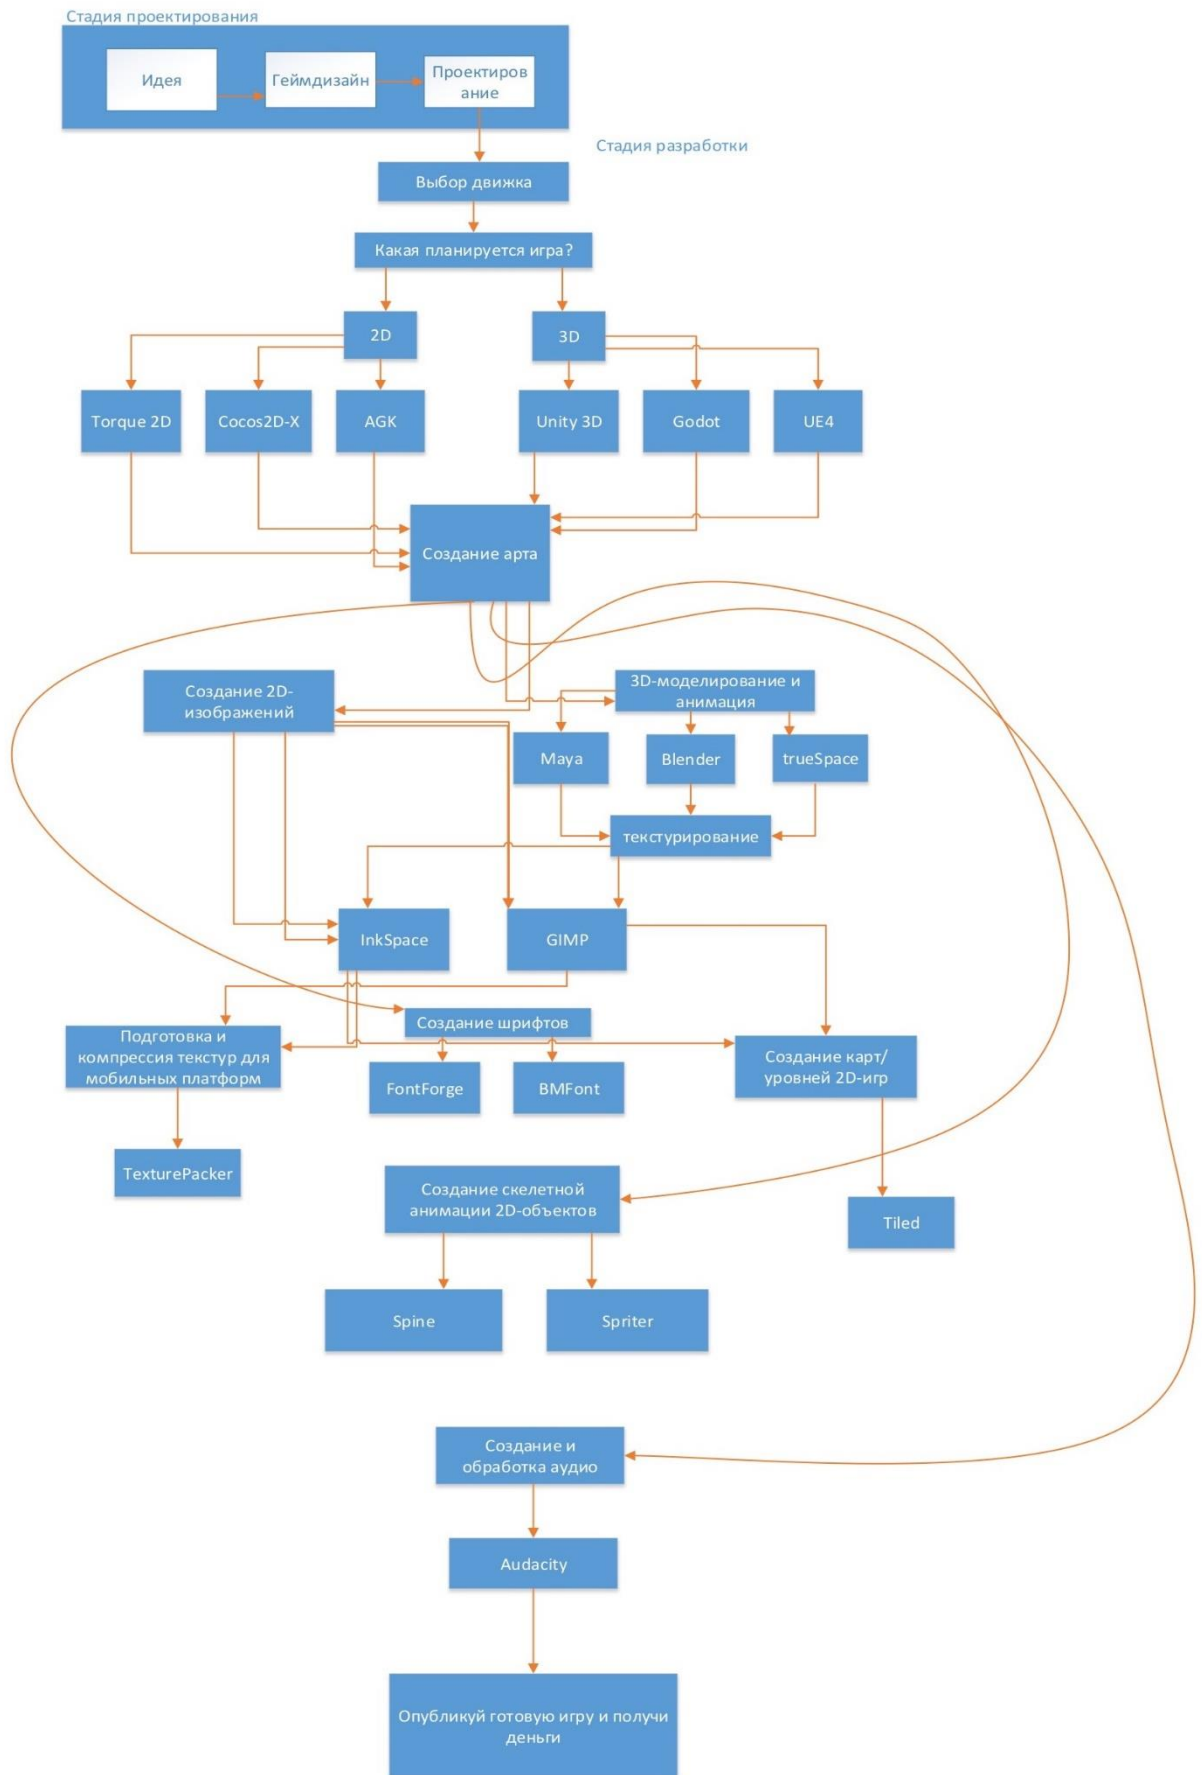 Стадия проектирования
Идея
Геймдизайн
Проектиров
ание
Стадия разработки
Выбор движка
Какая планируется игра?
2D
3D
Torque 2D
Cocos2D-X
AGK
Unity 3D
Godot
UE4
Создание арта
Создание 2D-
изображений
3D-моделирование и
анимация
Maya
Blender
trueSpace
текстурирование
InkSpace
GIMP
Создание шрифтов
Подготовка и
компрессия текстур для
мобильных платформ
Создание карт/
уровней 2D-игр
FontForge
BMFont
TexturePacker
Создание скелетной
анимации 2D-объектов
Tiled
Spine
Spriter
Создание и
обработка аудио
Audacity
Опубликуй готовую игру и получи
деньги